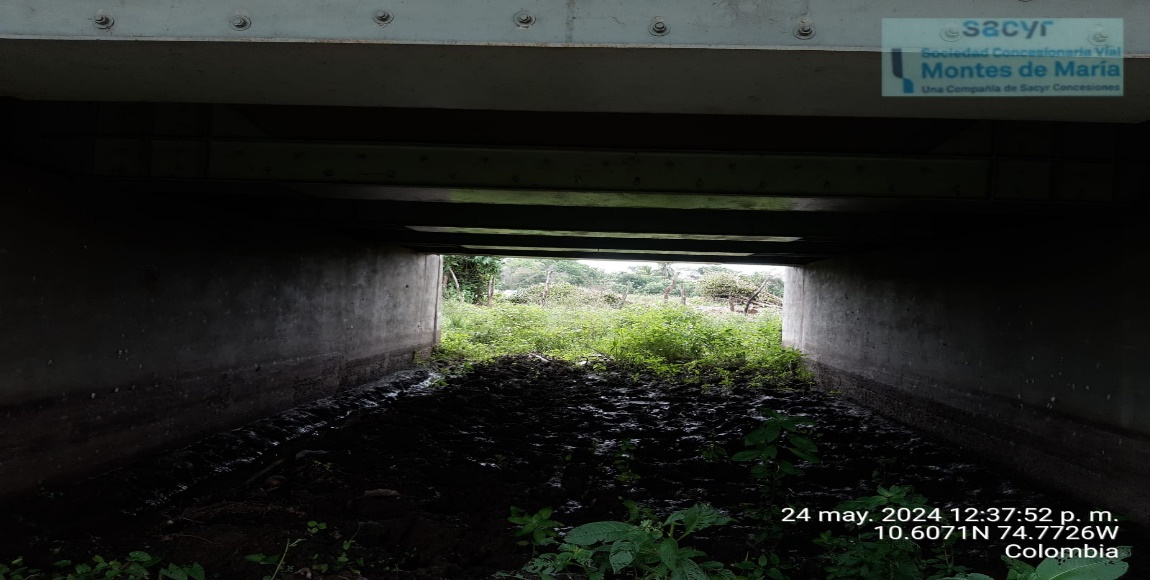 sacyr
Sociedad Concesionaria Vial
Montes de María
Una Compañía de Sacyr Concesiones
24 may. 2024 12:37:52 p. m.
10.6071N 74.7726W
Colombia